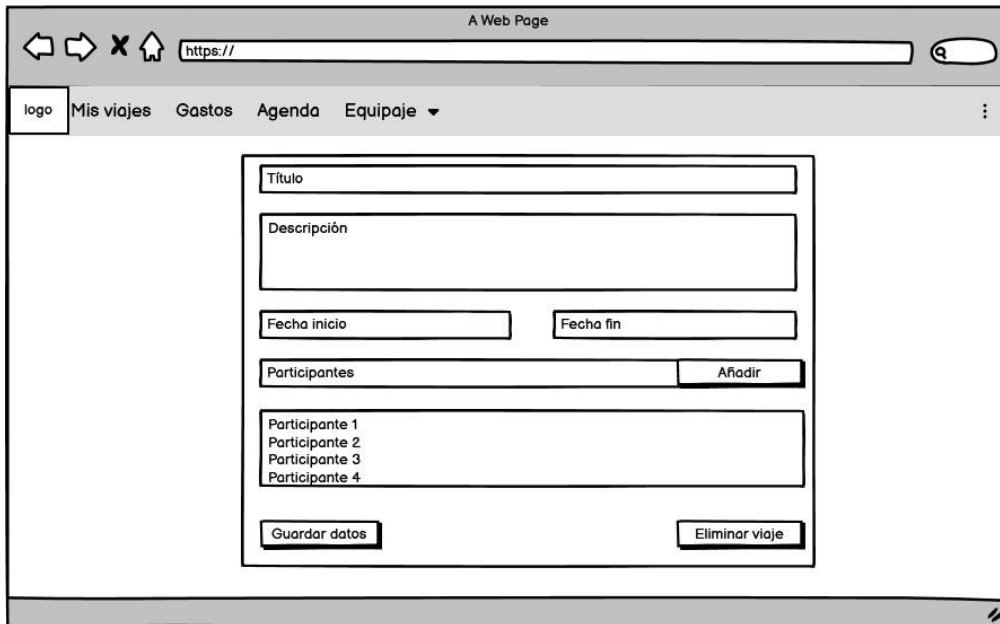 A Web Page
https://
logo Mis viajes Gastos Agenda Equipaje
Título
Descripción
Fecha inicio Fecha fin
Participantes Añadir
Participante 1
Participante 2
Participante 3
Participante 4
Guardar datos Eliminar viaje